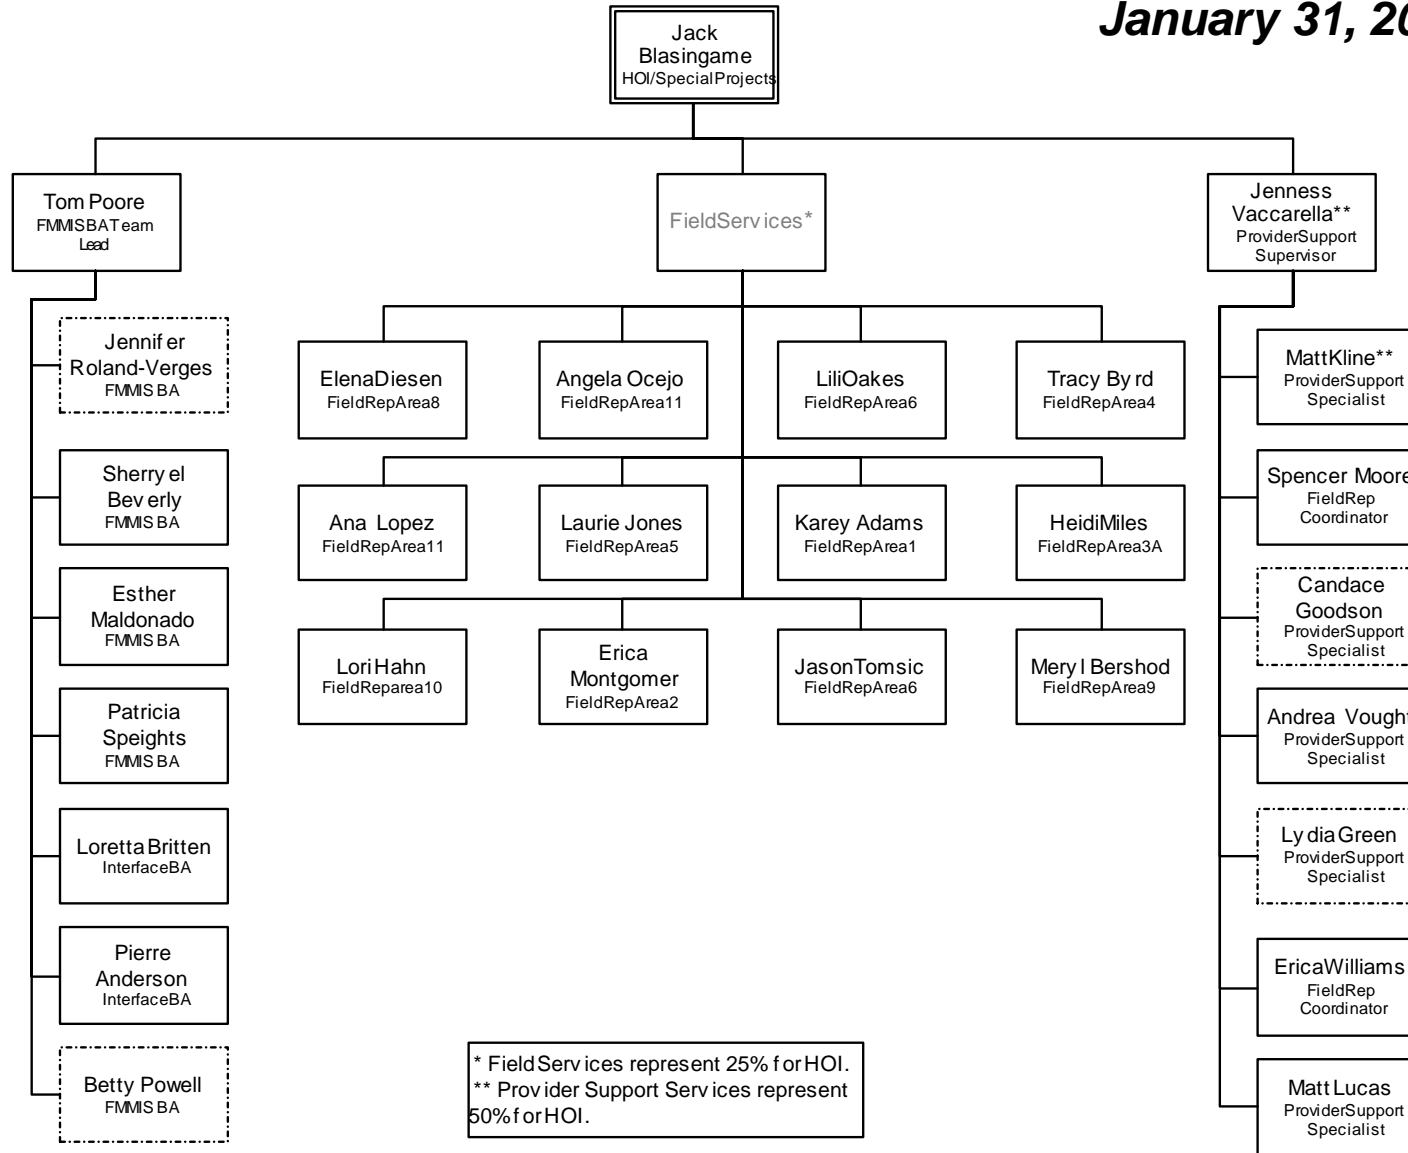 January 31, 20
Jack
Blasingame
HOI/SpecialProjects
Tom Poore
FMMISBATeam
Lead
FieldServices*
Jenness
Vaccarella**
ProviderSupport
Supervisor
Jennifer
Roland-Verges
FMMIS BA
Sherryel
Beverly
FMMIS BA
Esther
Maldonado
FMMIS BA
Patricia
Speights
FMMIS BA
Loretta Britten
InterfaceBA
Pierre
Anderson
InterfaceBA
Betty Powell
FMMIS BA
ElenaDiesen
FieldRepArea8
Angela Ocejo
FieldRepArea11
LiliOakes
FieldRepArea6
Tracy Byrd
FieldRepArea4
Ana Lopez
FieldRepArea11
Laurie Jones
FieldRepArea5
Karey Adams
FieldRepArea1
HeidiMiles
FieldRepArea3A
LoriHahn
FieldReparea10
Erica
Montgomer
FieldRepArea2
JasonTomsic
FieldRepArea6
Meryl Bershod
FieldRepArea9
MattKline**
ProviderSupport
Specialist
Spencer Moore
FieldRep
Coordinator
Candace
Goodson
ProviderSupport
Specialist
Andrea Vought
ProviderSupport
Specialist
LydiaGreen
ProviderSupport
Specialist
EricaWilliams
FieldRep
Coordinator
Matt Lucas
ProviderSupport
Specialist
* FieldServices represent 25% forHOI.
** Provider Support Services represent
50%forHOI.